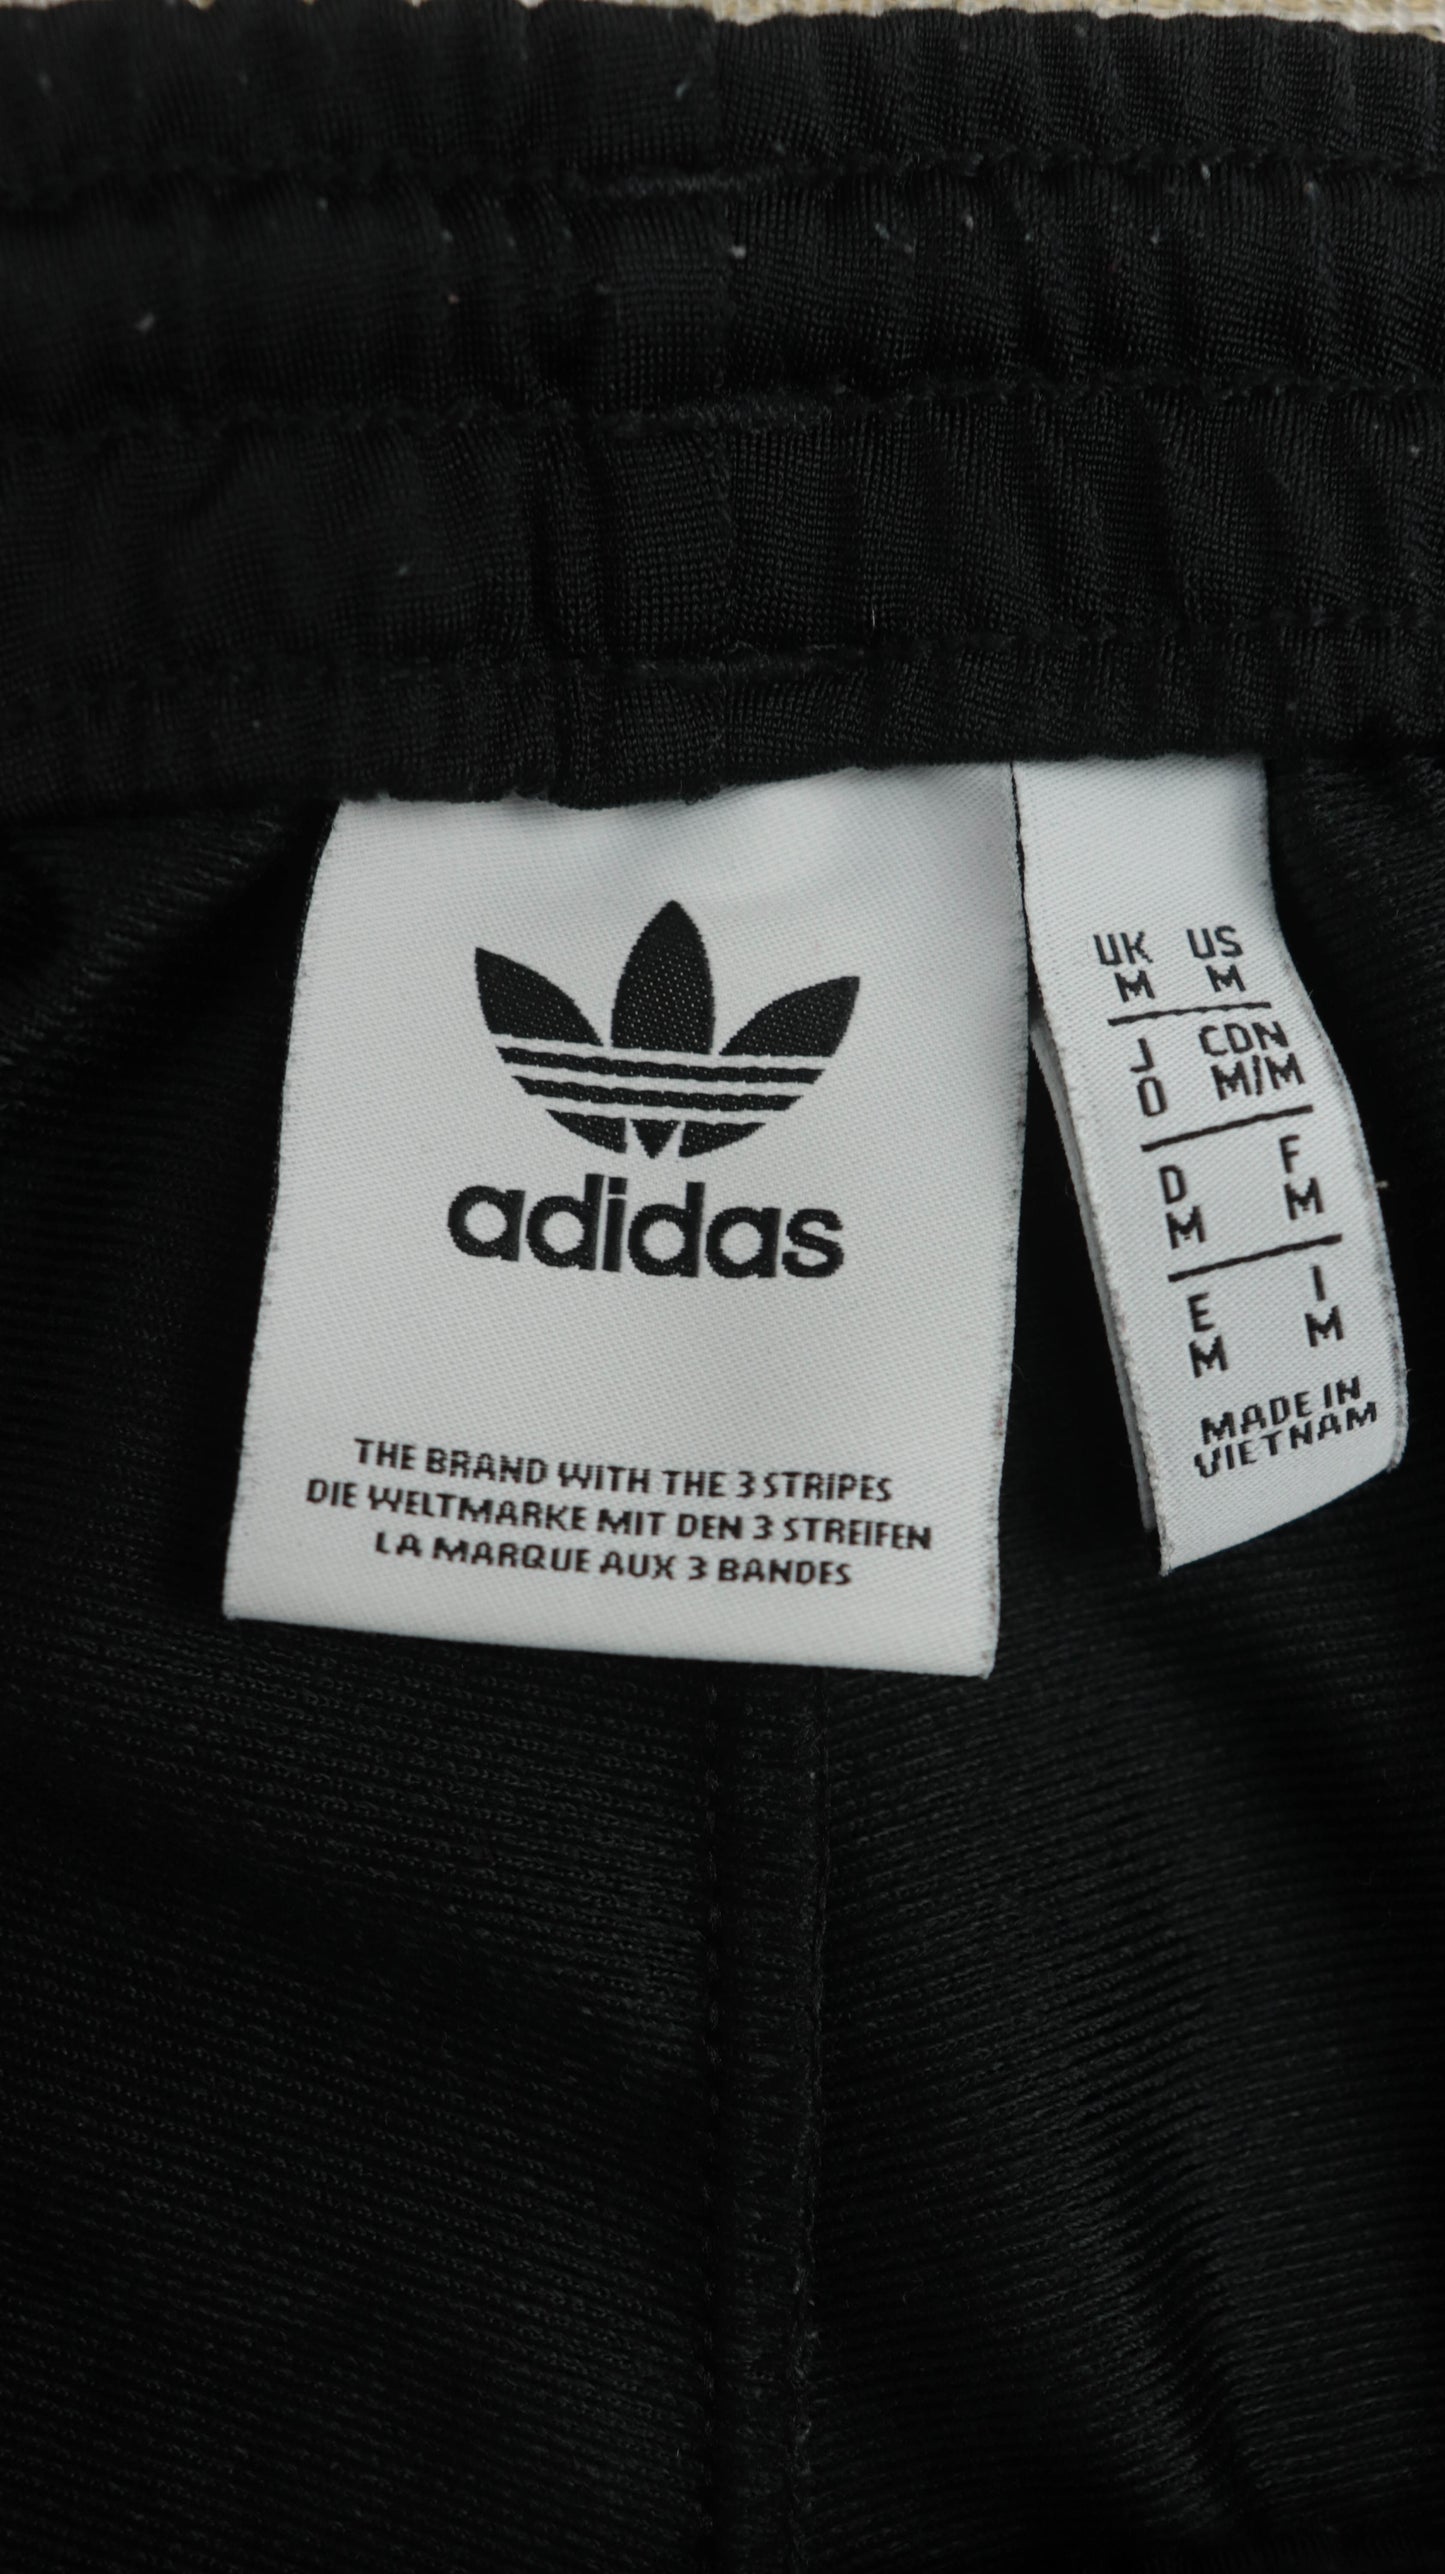 adidas
THE BRAND WITH THE 3 STRIPES
DIE WELTMARKE MIT DEN 3 STREIFEN
LA MARQUE AUX 3 BANDES
UK US
M M
J CDN
O M/M
D F
M M
E I
M M
MADE IN
VIETNAM